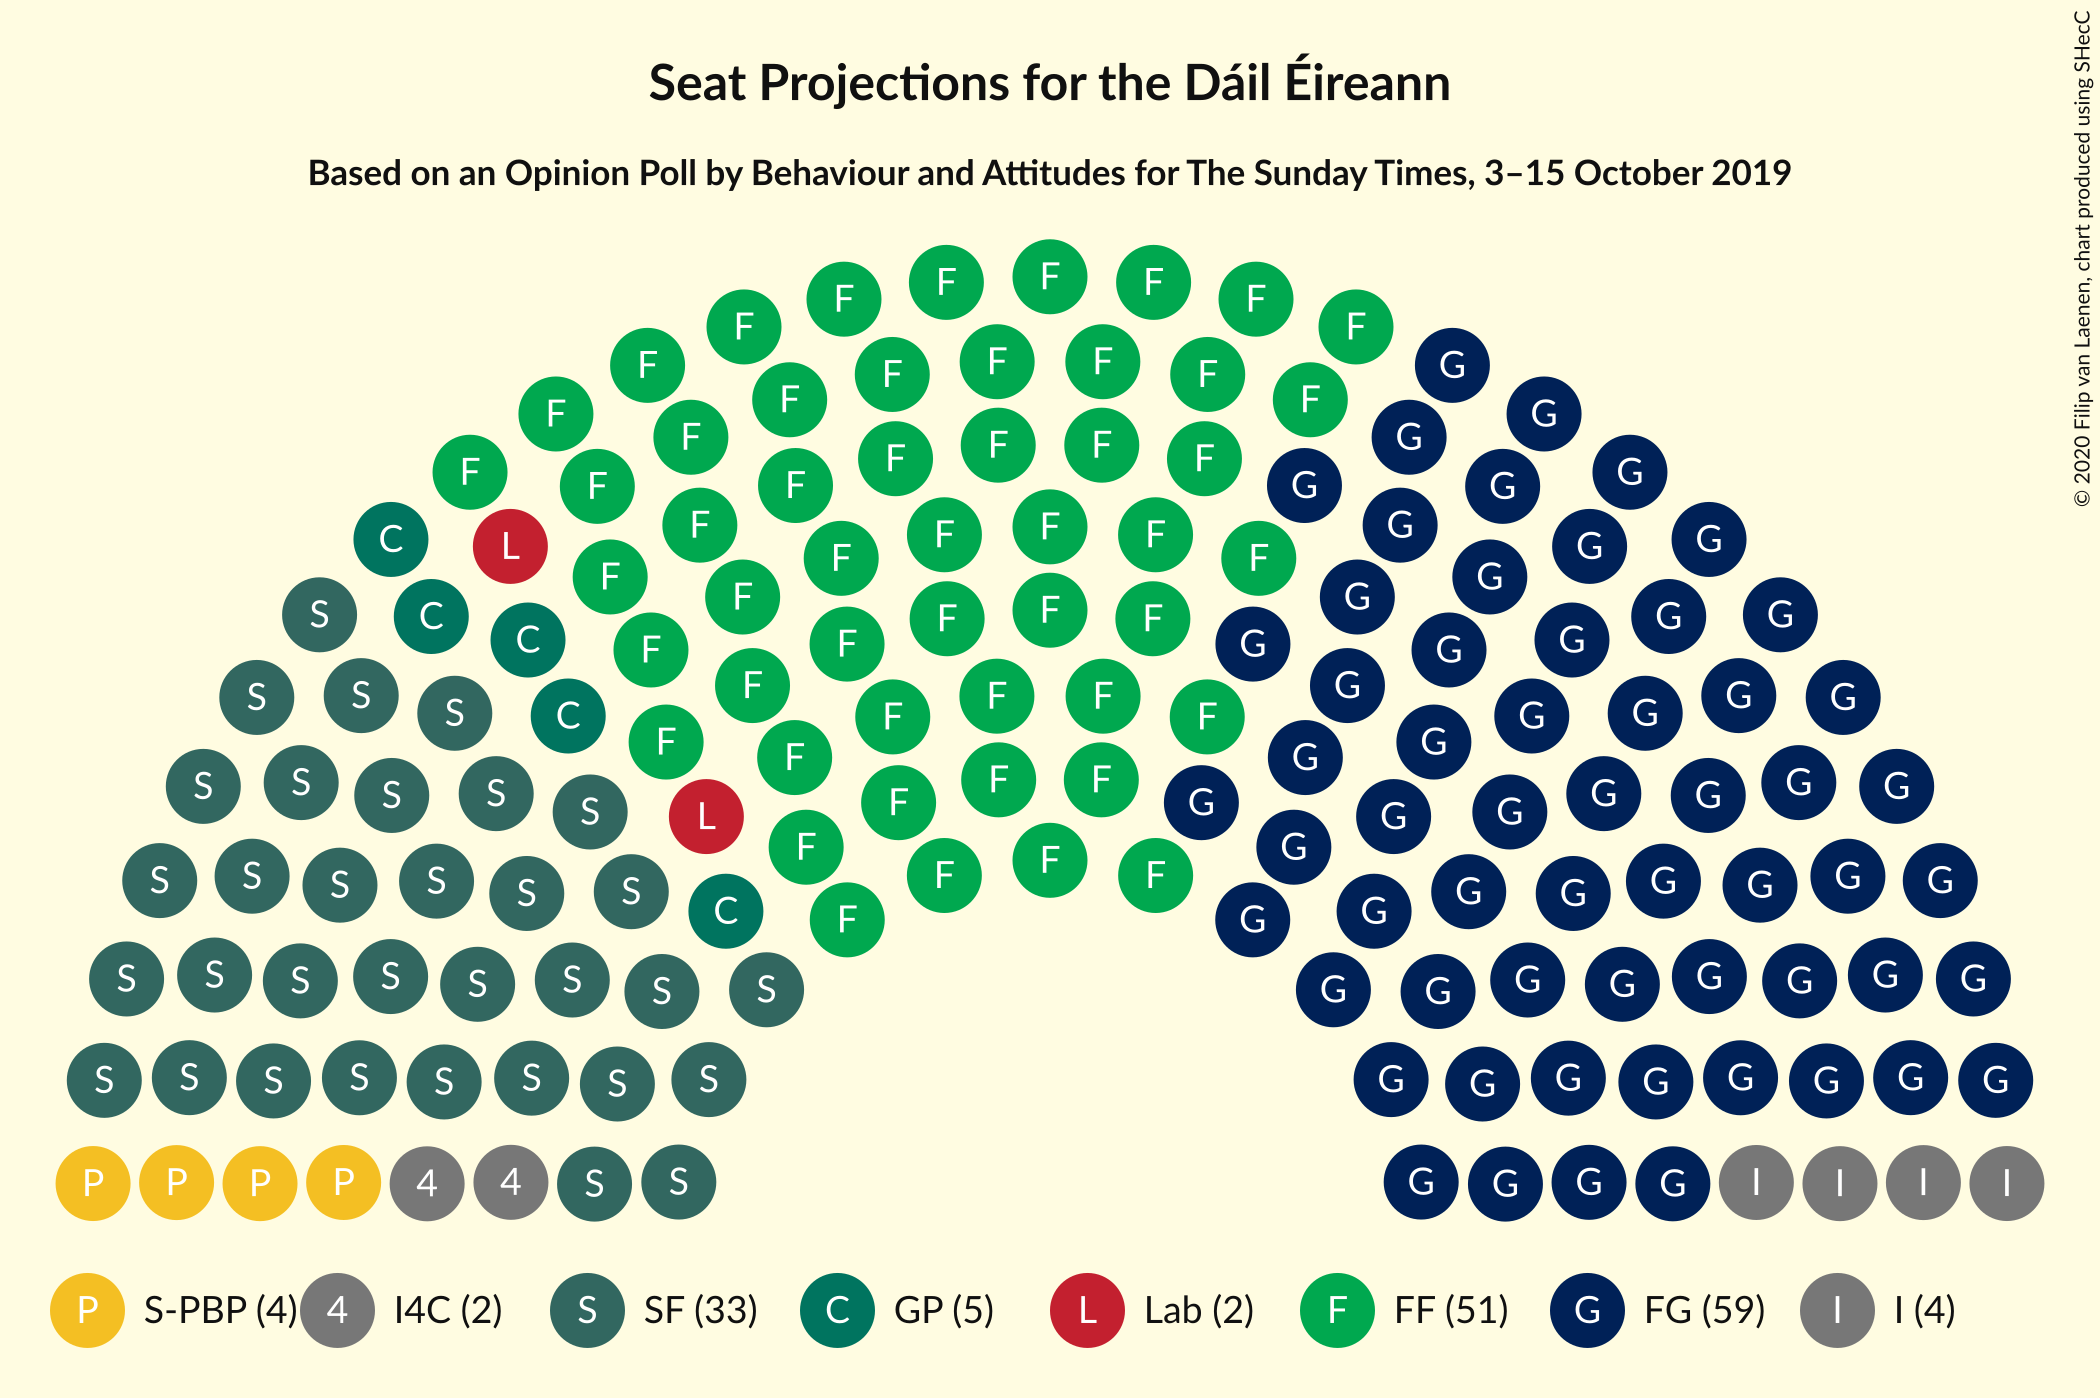 Seat Projections for the Dáil Éireann
Based on an Opinion Poll by Behaviour and Attitudes for The Sunday Times, 3–15 October 2019
© 2020 Filip van Laenen, chart produced using SHecC
F F F F F
F F F G
F F F F F F
F F G G
F F F F
F F F G G G
C L F F F F F F F G G G G
S C C F F F F F F G G G G G G
S S S C F F F F F F F G G G G G G
S S S S S L F F F F G G G G G G G G
S S S S S S C F F F F G G G G G G G G
S S S S S S S S G G G G G G G G
S S S S S S S S G G G G G G G G
P P P P 4 4 S S G G G G I I I I
P S-PBP (4) 4 I4C (2) S SF (33) C GP (5) L Lab (2) F FF (51) G FG (59) I I (4)